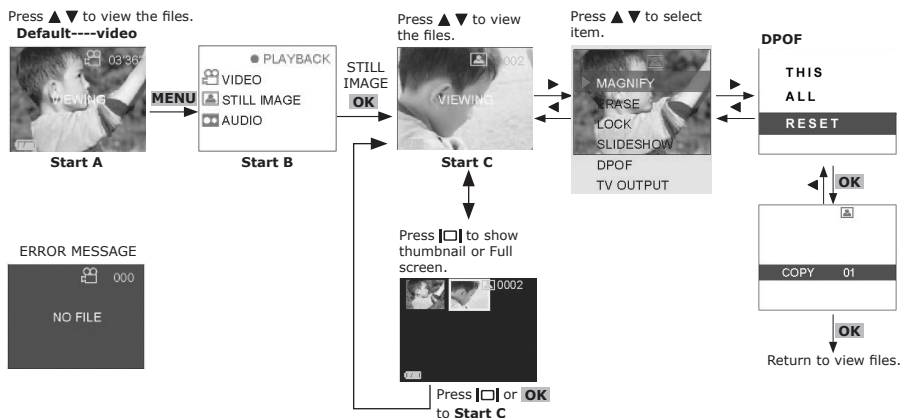 Press ▲ ▼ to view the files.
Default----video
03'36"
VIEWING
Start A
MENU
PLAYBACK
VIDEO
STILL IMAGE
AUDIO
Start B
STILL
IMAGE
OK
Press ▲ ▼ to view
the files.
0002
VIEWING
Start C
Press ▲ ▼ to select
item.
MAGNIFY
ERASE
LOCK
SLIDESHOW
DPOF
TV OUTPUT
DPOF
THIS
ALL
RESET
OK
COPY 01
OK
Return to view files.
Press to show
thumbnail or Full
screen.
0002
Press or OK
to Start C
ERROR MESSAGE
000
NO FILE